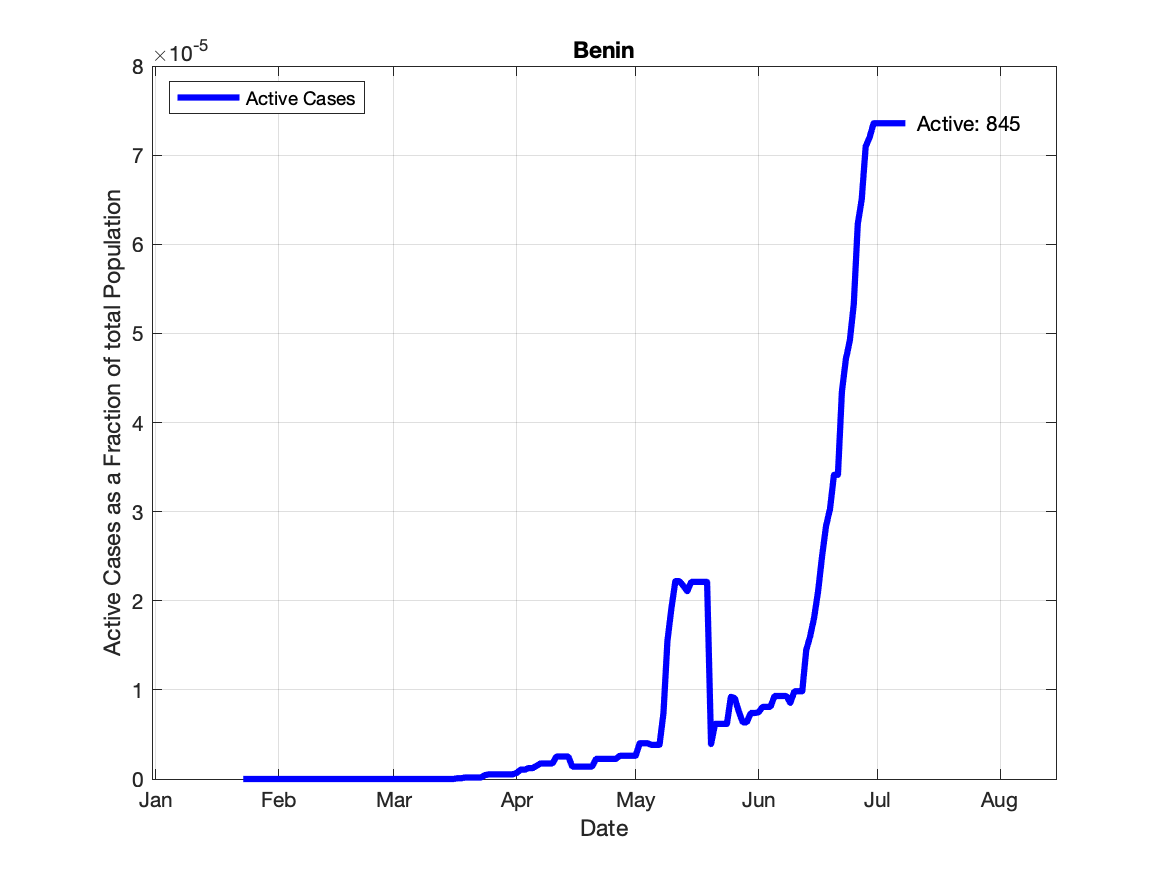 Benin
×10-5
8
7
6
5
4
3
2
1
0
Active Cases as a Fraction of total Population
Active Cases
Active: 845
Jan Feb Mar Apr May Jun Jul Aug
Date